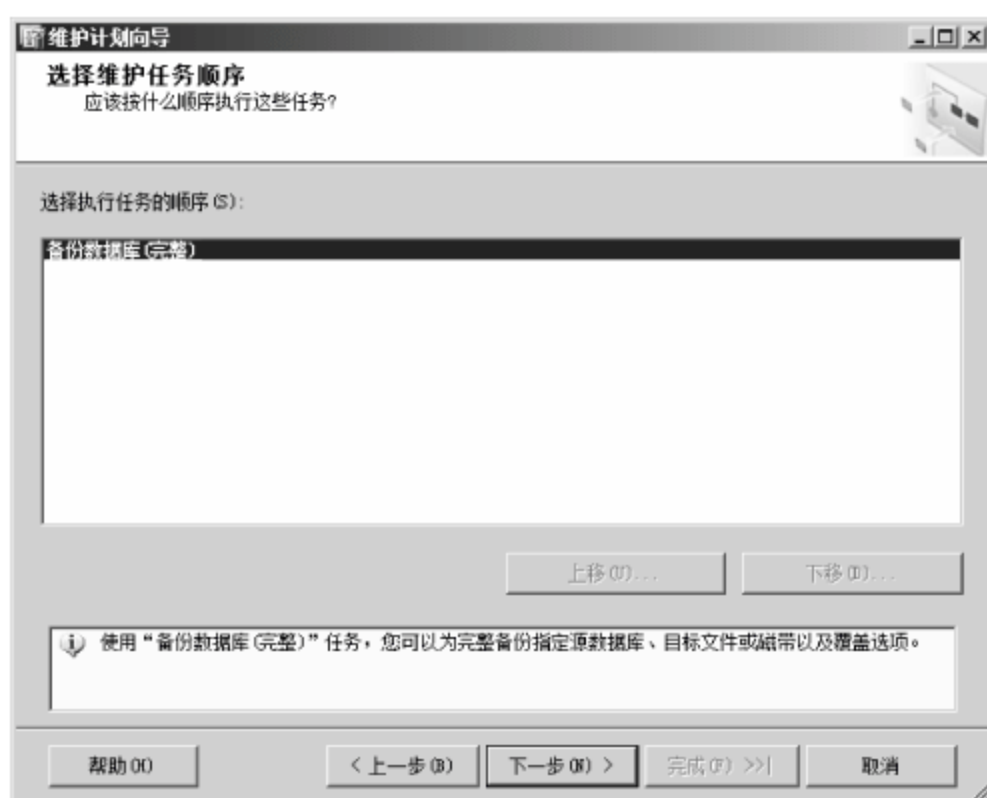 维护计划向导
选择维护任务顺序
应该按什么顺序执行这些任务?
选择执行任务的顺序(S):
备份数据库(完整)
上移(U)...
下移(D)...
使用“备份数据库(完整)”任务，您可以为完整备份指定源数据库、目标文件或磁带以及覆盖选项。
帮助(H)
< 上一步(B)
下一步(N) >
完成(F) >>|
取消